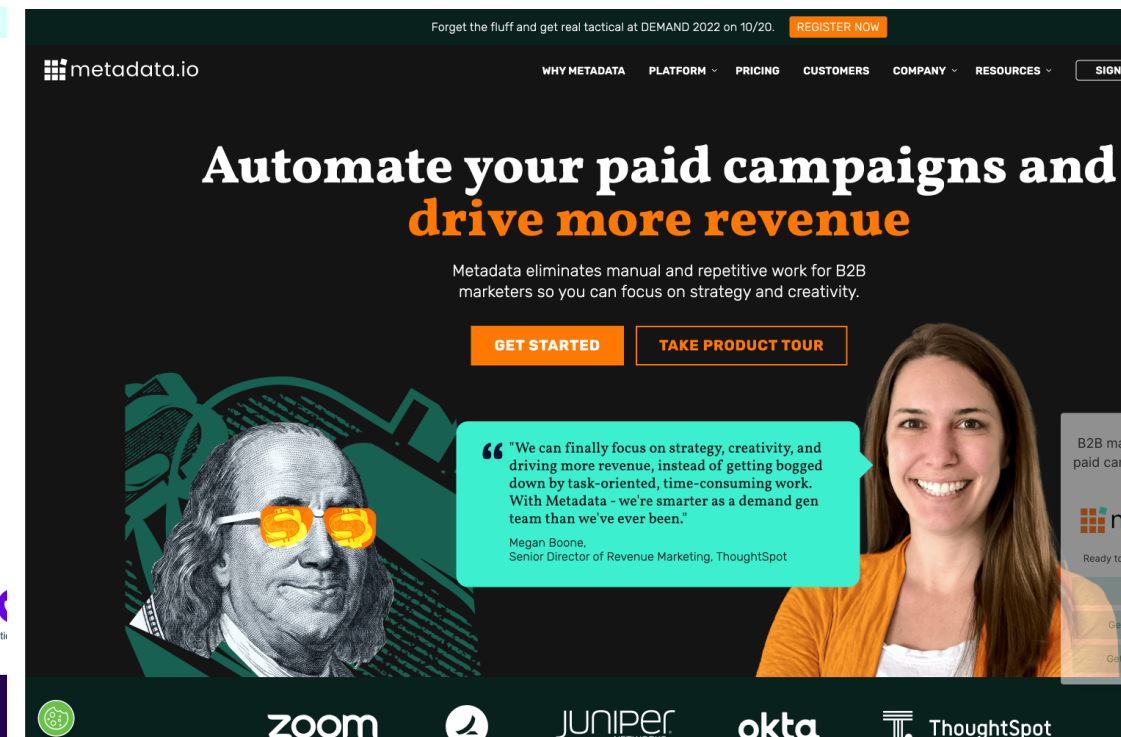 Forget the fluff and get real tactical at DEMAND 2022 on 10/20. REGISTER NOW
metadata.io
WHY METADATA PLATFORM PRICING CUSTOMERS COMPANY RESOURCES SIGN
Automate your paid campaigns and
drive more revenue
Metadata eliminates manual and repetitive work for B2B
marketers so you can focus on strategy and creativity.
GET STARTED TAKE PRODUCT TOUR
"We can finally focus on strategy, creativity, and
driving more revenue, instead of getting bogged
down by task-oriented, time-consuming work.
With Metadata - we're smarter as a demand gen
team than we've ever been."
Megan Boone,
Senior Director of Revenue Marketing, ThoughtSpot
B2B
paid
Ready
zoom JUNIPER okta ThoughtSpot